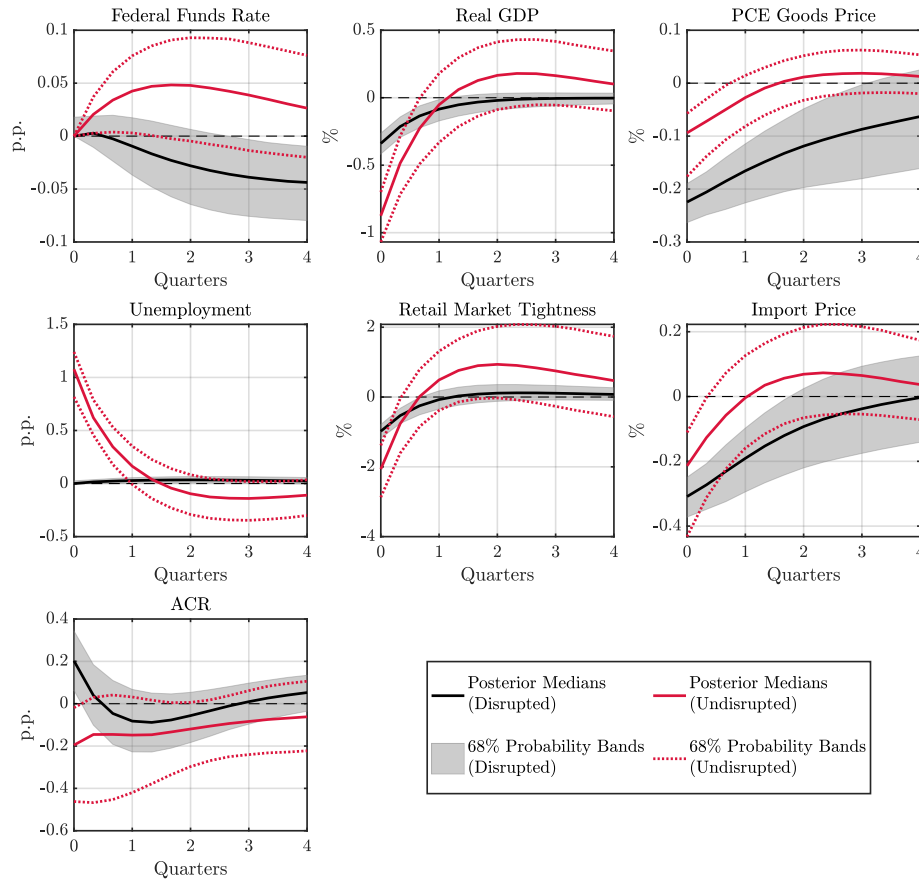 Federal Funds Rate
0.1
0.05
0
-0.05
-0.1
p.p.
0 1 2 3 4
Quarters
Real GDP
0.5
0
-0.5
-1
%
0 1 2 3 4
Quarters
PCE Goods Price
0.1
0
-0.1
-0.2
-0.3
%
0 1 2 3 4
Quarters
Unemployment
1.5
1
0.5
0
-0.5
p.p.
0 1 2 3 4
Quarters
Retail Market Tightness
2
0
-2
-4
%
0 1 2 3 4
Quarters
Import Price
0.2
0
-0.2
-0.4
%
0 1 2 3 4
Quarters
ACR
0.4
0.2
0
-0.2
-0.4
-0.6
p.p.
0 1 2 3 4
Quarters
Posterior Medians
(Disrupted)
Posterior Medians
(Undisrupted)
68% Probability Bands
(Disrupted)
68% Probability Bands
(Undisrupted)